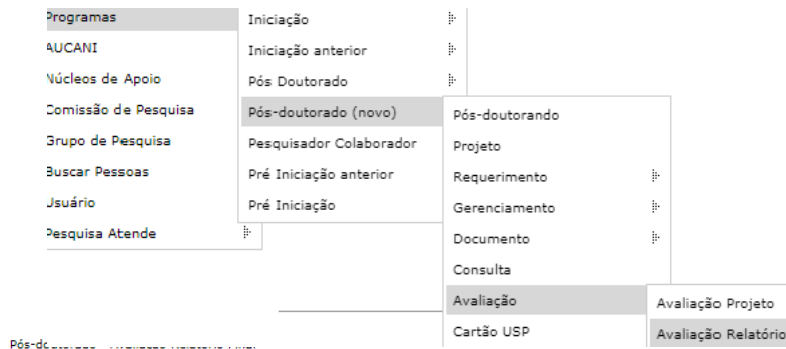 Programas
AUCANI
Núcleos de Apoio
Comissão de Pesquisa
Grupo de Pesquisa
Buscar Pessoas
Usuário
Pesquisa Atende
Iniciação
Iniciação anterior
Pós Doutorado
Pós-doutorado (novo)
Pesquisador Colaborador
Pré Iniciação anterior
Pré Iniciação
Pós-doutorando
Projeto
Requerimento
Gerenciamento
Documento
Consulta
Avaliação
Cartão USP
Avaliação Projeto
Avaliação Relatório